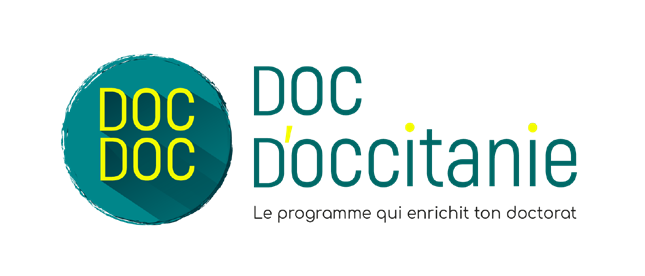 DOC
DOC
DOC
D'OCCitanie
Le programme qui enrichit ton doctorat